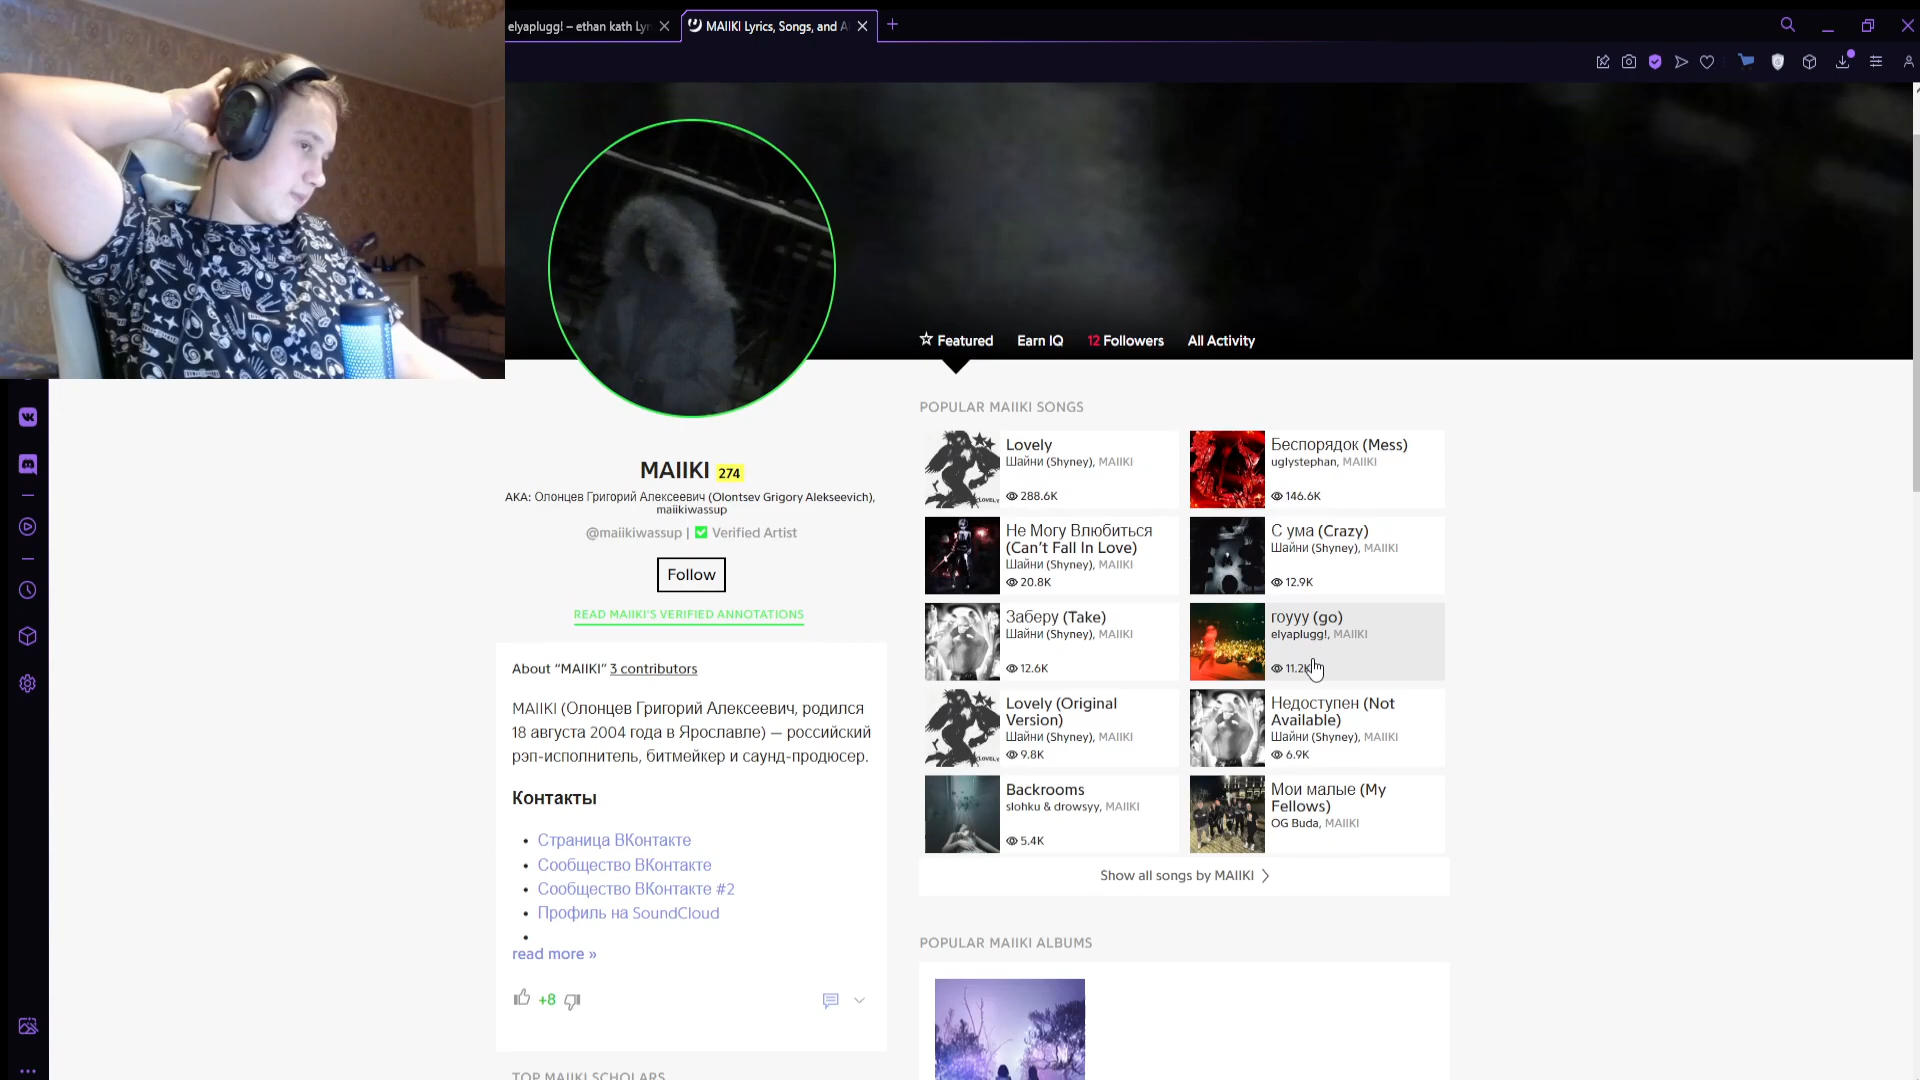 elyaplugg! – ethan kath Lyr
MAIIKI Lyrics, Songs, and A
Featured
Earn IQ
12 Followers
All Activity
MAIIKI 274
AKA: Олонцев Григорий Алексеевич (Olontsev Grigory Alekseevich),
maiikiwassup
@maiikiwassup | Verified Artist
Follow
READ MAIIKI'S VERIFIED ANNOTATIONS
About “MAIIKI” 3 contributors
MAIIKI (Олонцев Григорий Алексеевич, родился
18 августа 2004 года в Ярославле) — российский
рэп-исполнитель, битмейкер и саунд-продюсер.
Контакты
• Страница ВКонтакте
• Сообщество ВКонтакте
• Сообщество ВКонтакте #2
• Профиль на SoundCloud
•
read more »
+8
TOP MAIIKI SCHOLARS
POPULAR MAIIKI SONGS
Lovely
Шайни (Shyney), MAIIKI
288.6K
Беспорядок (Mess)
uglystephan, MAIIKI
146.6K
Не Могу Влюбиться
(Can’t Fall In Love)
Шайни (Shyney), MAIIKI
20.8K
С ума (Crazy)
Шайни (Shyney), MAIIKI
12.9K
Заберу (Take)
Шайни (Shyney), MAIIKI
12.6K
гоууу (go)
elyaplugg!, MAIIKI
11.2K
Lovely (Original
Version)
Шайни (Shyney), MAIIKI
9.8K
Недоступен (Not
Available)
Шайни (Shyney), MAIIKI
6.9K
Backrooms
slohku & drowsyy, MAIIKI
5.4K
Мои малые (My
Fellows)
OG Buda, MAIIKI
Show all songs by MAIIKI
POPULAR MAIIKI ALBUMS